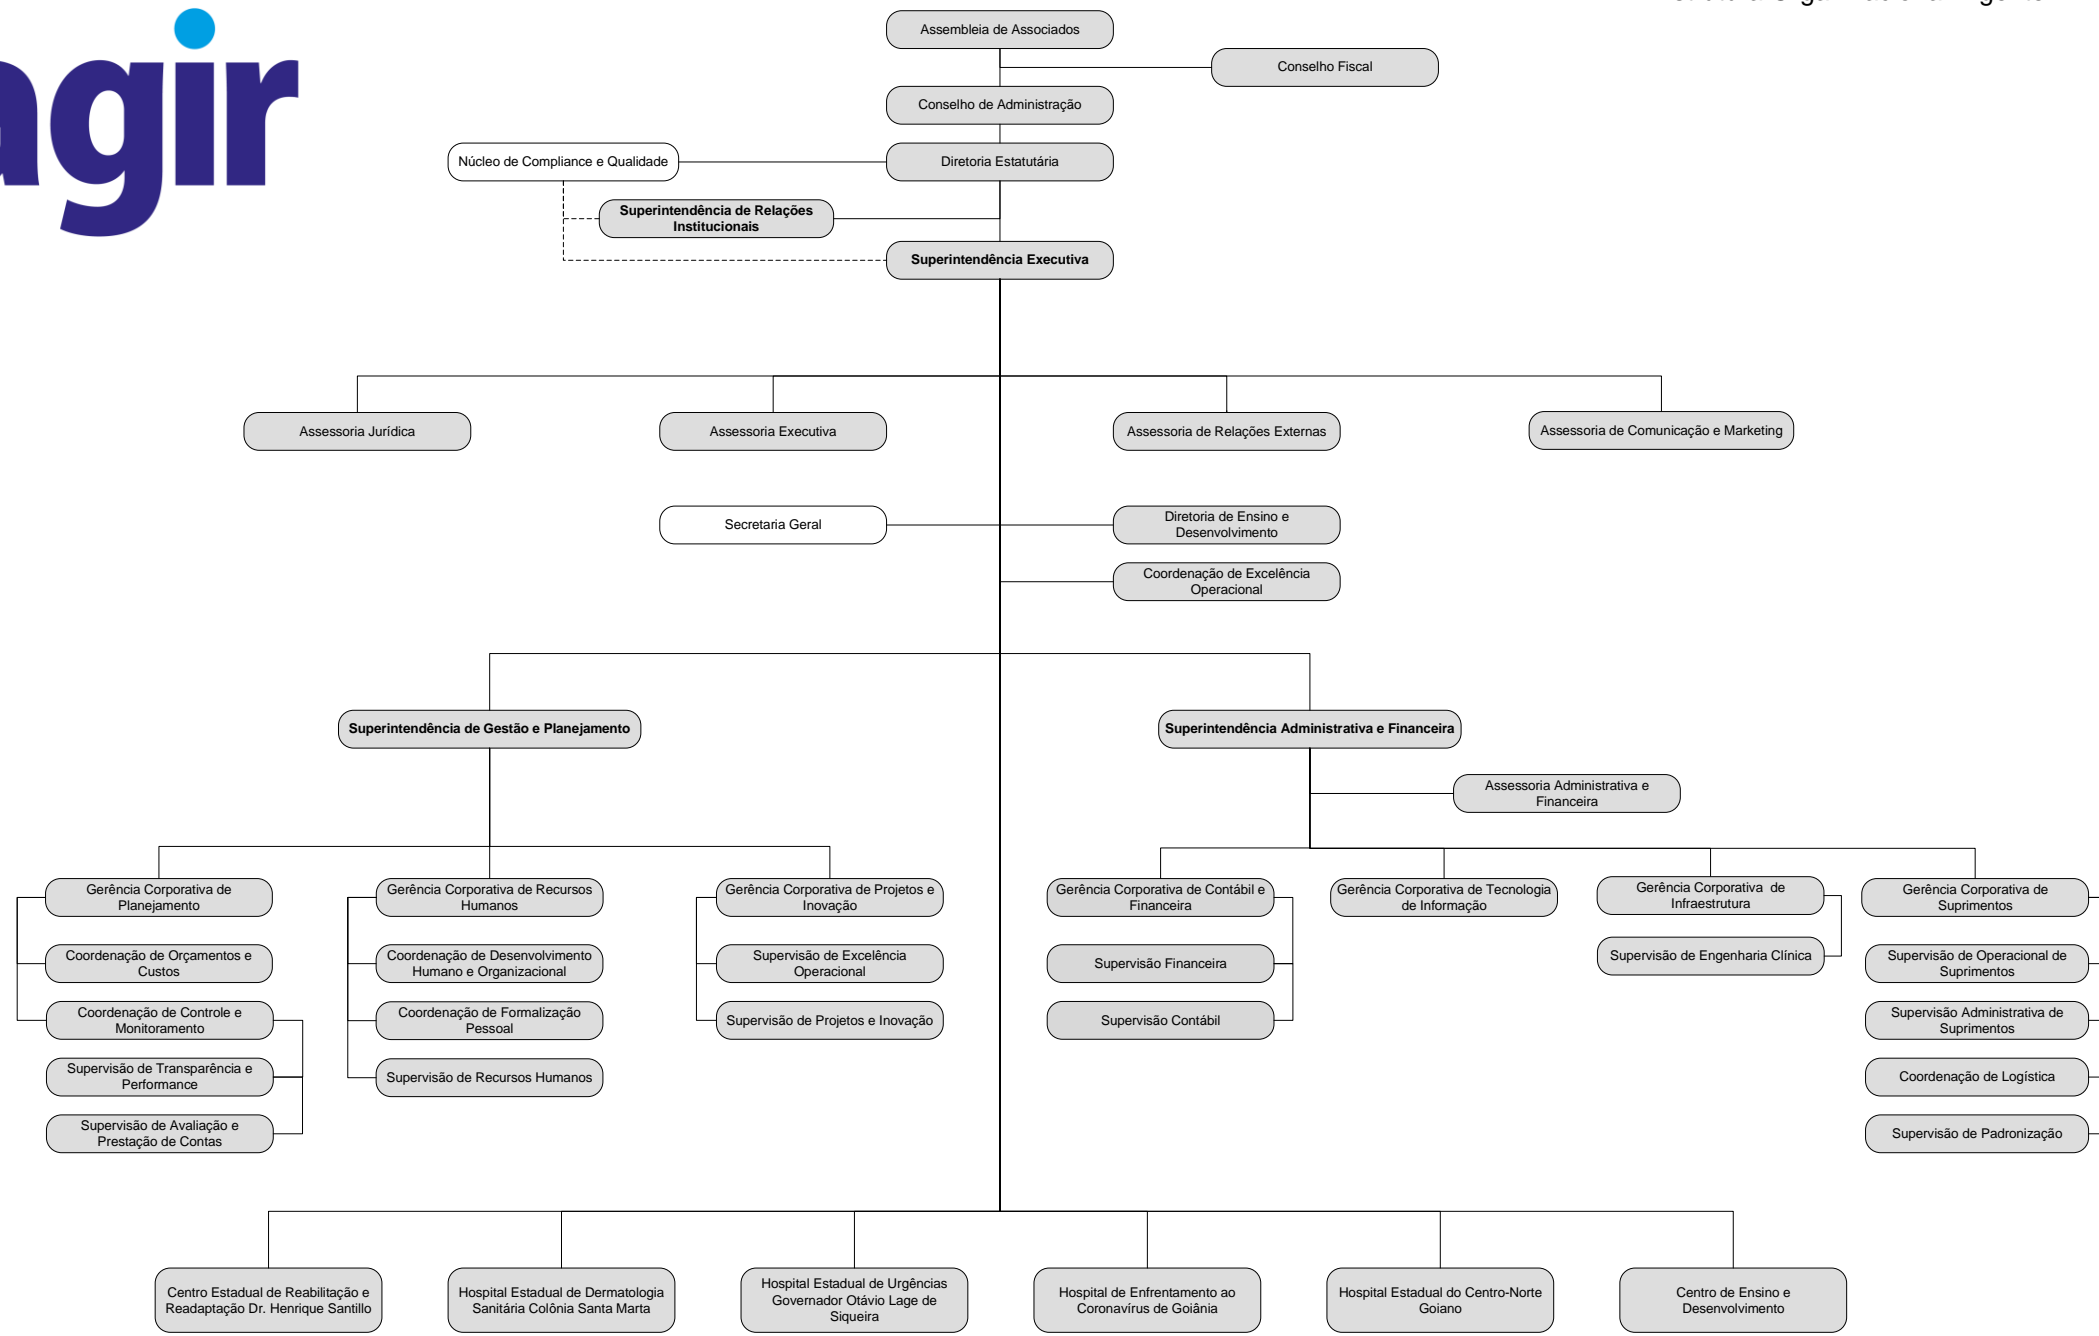 agir
Assembleia de Associados
Conselho Fiscal
Conselho de Administração
Núcleo de Compliance e Qualidade
Diretoria Estatutária
Superintendência de Relações
Institucionais
Superintendência Executiva
Assessoria Jurídica
Assessoria Executiva
Assessoria de Relações Externas
Assessoria de Comunicação e Marketing
Secretaria Geral
Diretoria de Ensino e
Desenvolvimento
Coordenação de Excelência
Operacional
Superintendência de Gestão e Planejamento
Superintendência Administrativa e Financeira
Assessoria Administrativa e
Financeira
Gerência Corporativa de
Planejamento
Gerência Corporativa de Recursos
Humanos
Gerência Corporativa de Projetos e
Inovação
Gerência Corporativa de Contábil e
Financeira
Gerência Corporativa de Tecnologia
de Informação
Gerência Corporativa  de
Infraestrutura
Gerência Corporativa de
Suprimentos
Coordenação de Orçamentos e
Custos
Coordenação de Desenvolvimento
Humano e Organizacional
Supervisão de Excelência
Operacional
Supervisão Financeira
Supervisão de Engenharia Clínica
Supervisão de Operacional de
Suprimentos
Coordenação de Controle e
Monitoramento
Coordenação de Formalização
Pessoal
Supervisão de Projetos e Inovação
Supervisão Contábil
Supervisão Administrativa de
Suprimentos
Supervisão de Transparência e
Performance
Supervisão de Recursos Humanos
Coordenação de Logística
Supervisão de Avaliação e
Prestação de Contas
Supervisão de Padronização
Centro Estadual de Reabilitação e
Readaptação Dr. Henrique Santillo
Hospital Estadual de Dermatologia
Sanitária Colônia Santa Marta
Hospital Estadual de Urgências
Governador Otávio Lage de
Siqueira
Hospital de Enfrentamento ao
Coronavírus de Goiânia
Hospital Estadual do Centro-Norte
Goiano
Centro de Ensino e
Desenvolvimento